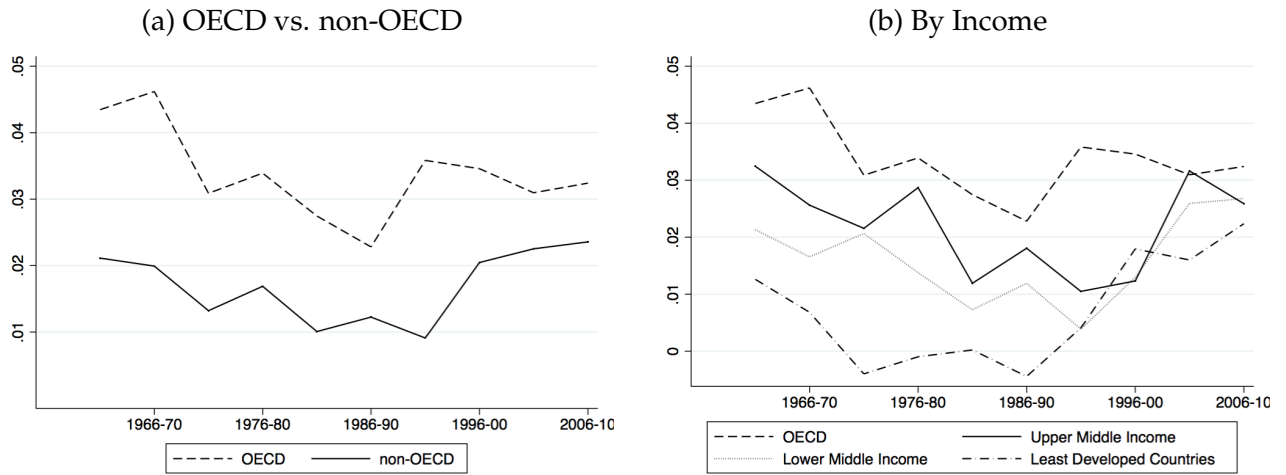 (a) OECD vs. non-OECD
.05
.04
.03
.02
.01
1966-70 1976-80 1986-90 1996-00 2006-10
OECD non-OECD
(b) By Income
.05
.04
.03
.02
.01
0
1966-70 1976-80 1986-90 1996-00 2006-10
OECD Upper Middle Income
Lower Middle Income Least Developed Countries